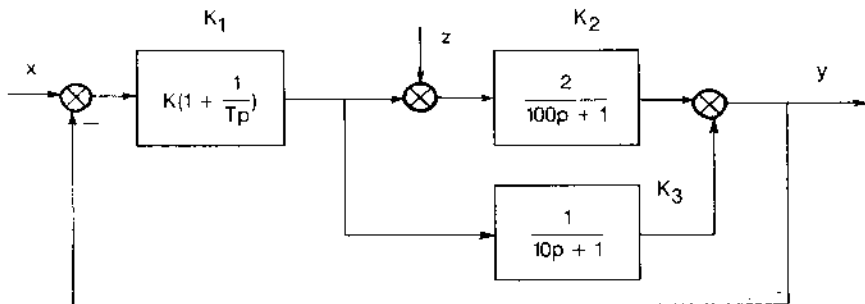 K₁
K₂
x
z
y
K(1 + 1/Tp)
2/100p + 1
−
K₃
1/10p + 1